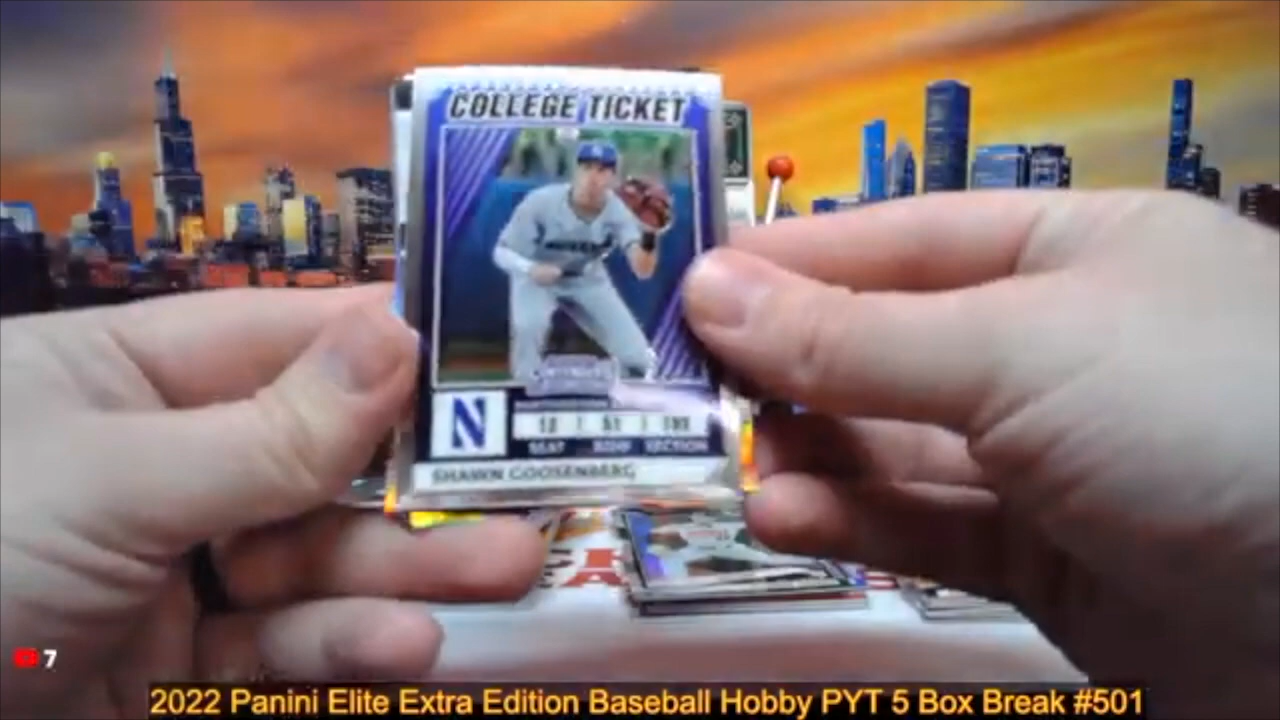 COLLEGE TICKET
N
SEAT ROW SECTION
SHAWN GOOSENBERG
7
2022 Panini Elite Extra Edition Baseball Hobby PYT 5 Box Break #501